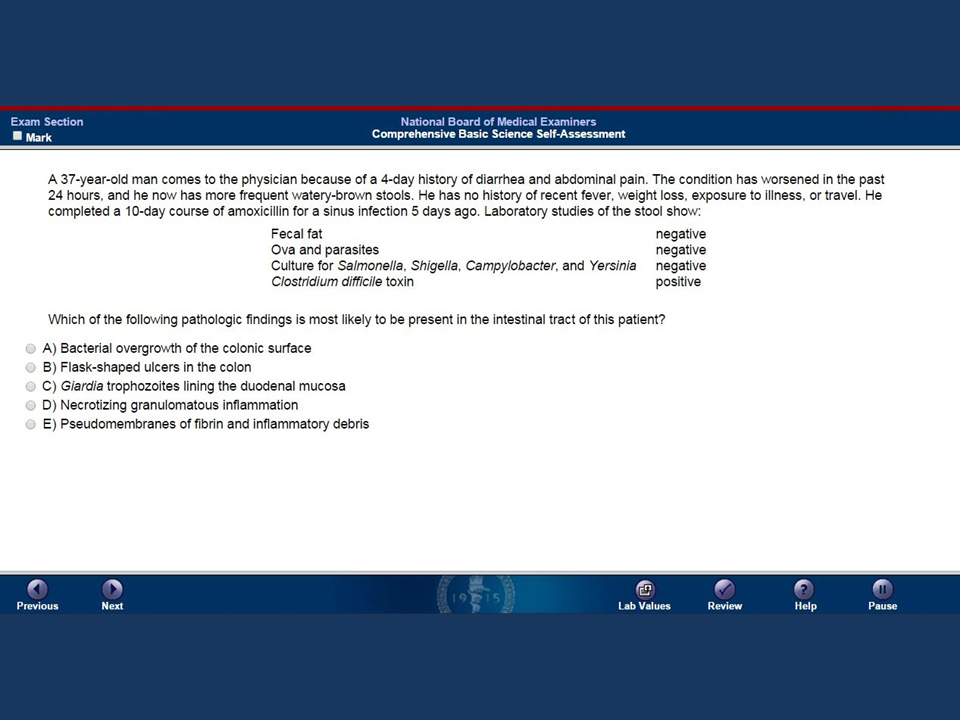 Exam Section
National Board of Medical Examiners
Mark
Comprehensive Basic Science Self-Assessment
A 37-year-old man comes to the physician because of a 4-day history of diarrhea and abdominal pain. The condition has worsened in the past
24 hours, and he now has more frequent watery-brown stools. He has no history of recent fever, weight loss, exposure to illness, or travel. He
completed a 10-day course of amoxicillin for a sinus infection 5 days ago. Laboratory studies of the stool show:
Fecal fat negative
Ova and parasites negative
Culture for Salmonella, Shigella, Campylobacter, and Yersinia negative
Clostridium difficile toxin positive
Which of the following pathologic findings is most likely to be present in the intestinal tract of this patient?
A) Bacterial overgrowth of the colonic surface
B) Flask-shaped ulcers in the colon
C) Giardia trophozoites lining the duodenal mucosa
D) Necrotizing granulomatous inflammation
E) Pseudomembranes of fibrin and inflammatory debris
1915
Previous Next Lab Values Review Help Pause